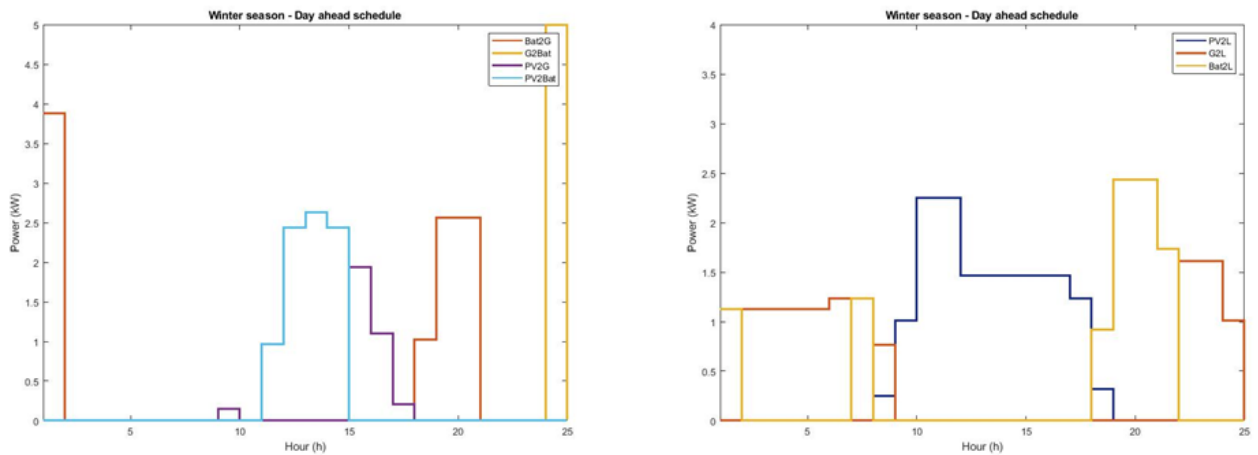 Winter season - Day ahead schedule
5
4.5
4
3.5
3
2.5
2
1.5
1
0.5
0
Power (kW)
Bat2G
G2Bat
PV2G
PV2Bat
5
10
15
20
25
Hour (h)
Winter season - Day ahead schedule
4
3.5
3
2.5
2
1.5
1
0.5
0
Power (kW)
PV2L
G2L
Bat2L
5
10
15
20
25
Hour (h)